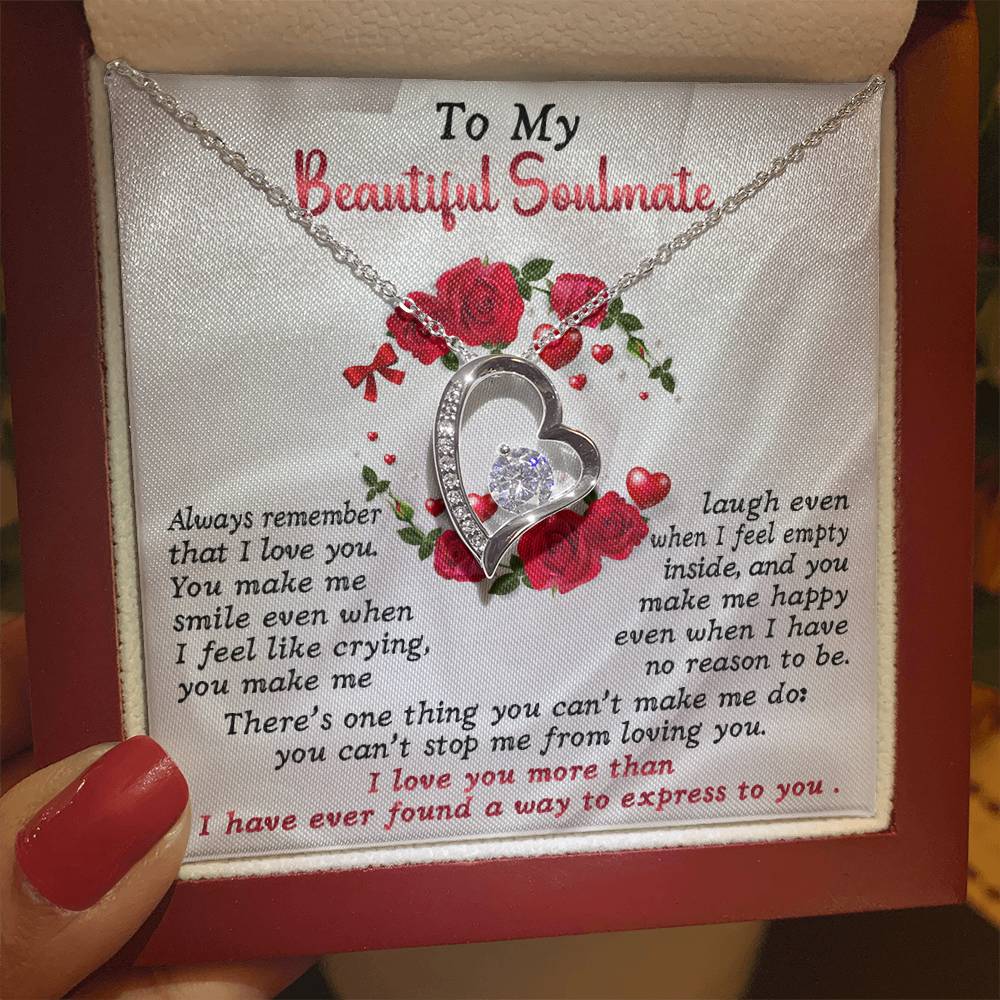 To My
Beautiful Soulmate
Always remember
that I love you.
You make me
smile even when
I feel like crying,
you make me
laugh even
when I feel empty
inside, and you
make me happy
even when I have
no reason to be.
There's one thing you can't make me do:
you can't stop me from loving you.
I love you more than
I have ever found a way to express to you .